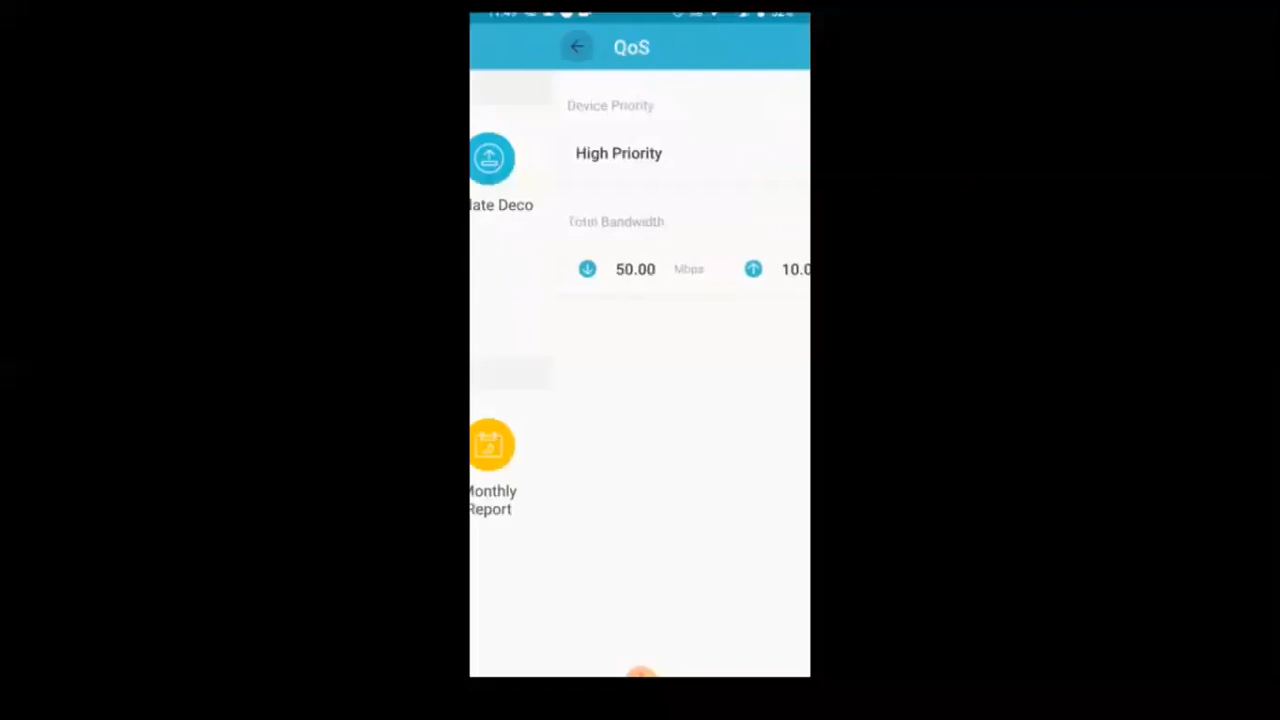 QoS
Device Priority
late Deco
High Priority
Total Bandwidth
50.00 Mbps 10.0
Monthly
Report